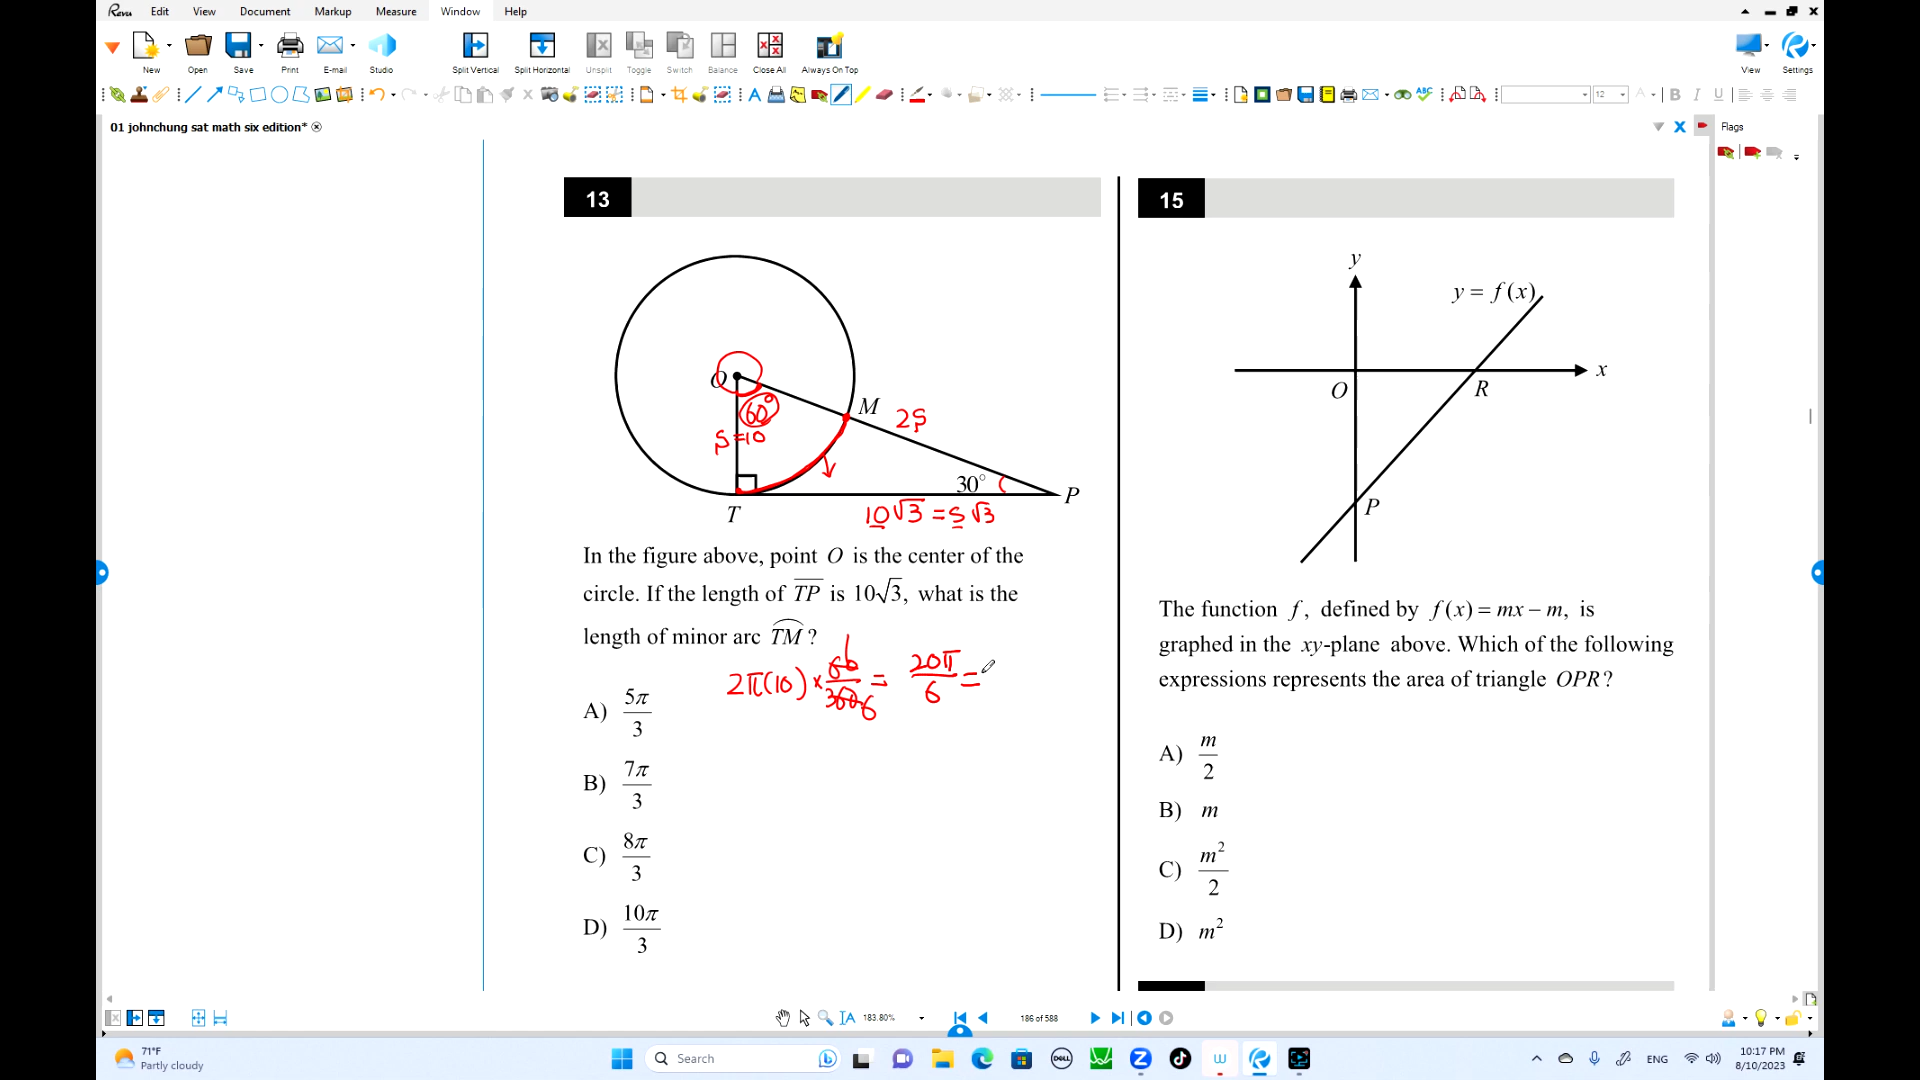 Revu Edit View Document Markup Measure Window Help
New Open Save Print E-mail Studio Split Vertical Split Horizontal Unsplit Toggle Switch Balance Close All Always On Top View Settings
12
01 johnchung sat math six edition*
Flags
13
O
60°
S=10
M
2S
30°
P
T
10√3 = S√3
In the figure above, point O is the center of the
circle. If the length of TP is 10√3, what is the
length of minor arc TM?
2π(10) × 60/360 = 20π/6 =
1
6
A) 5π/3
B) 7π/3
C) 8π/3
D) 10π/3
15
y
y = f(x)
x
O
R
P
The function f, defined by f(x) = mx − m, is
graphed in the xy-plane above. Which of the following
expressions represents the area of triangle OPR?
A) m/2
B) m
C) m²/2
D) m²
183.80%
186 of 588
71°F
Partly cloudy
Search
DELL
ENG
10:17 PM
8/10/2023